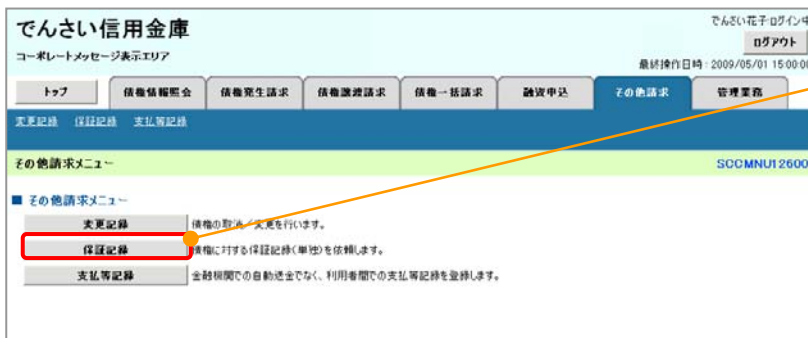 でんさい信用金庫
コーポレートメッセージ表示エリア
でんさい花子ログイン中
ログアウト
最終操作日時：2009/05/01 15:00:00
トップ 債権情報照会 債権発生請求 債権譲渡請求 債権一括請求 融資申込 その他請求 管理業務
変更記録 保証記録 支払等記録
その他請求メニュー SCCMNU12600
■ その他請求メニュー
変更記録 債権の取消／変更を行います。
保証記録 債権に対する保証記録(単独)を依頼します。
支払等記録 金融機関での自動送金でなく、利用者間での支払等記録を登録します。